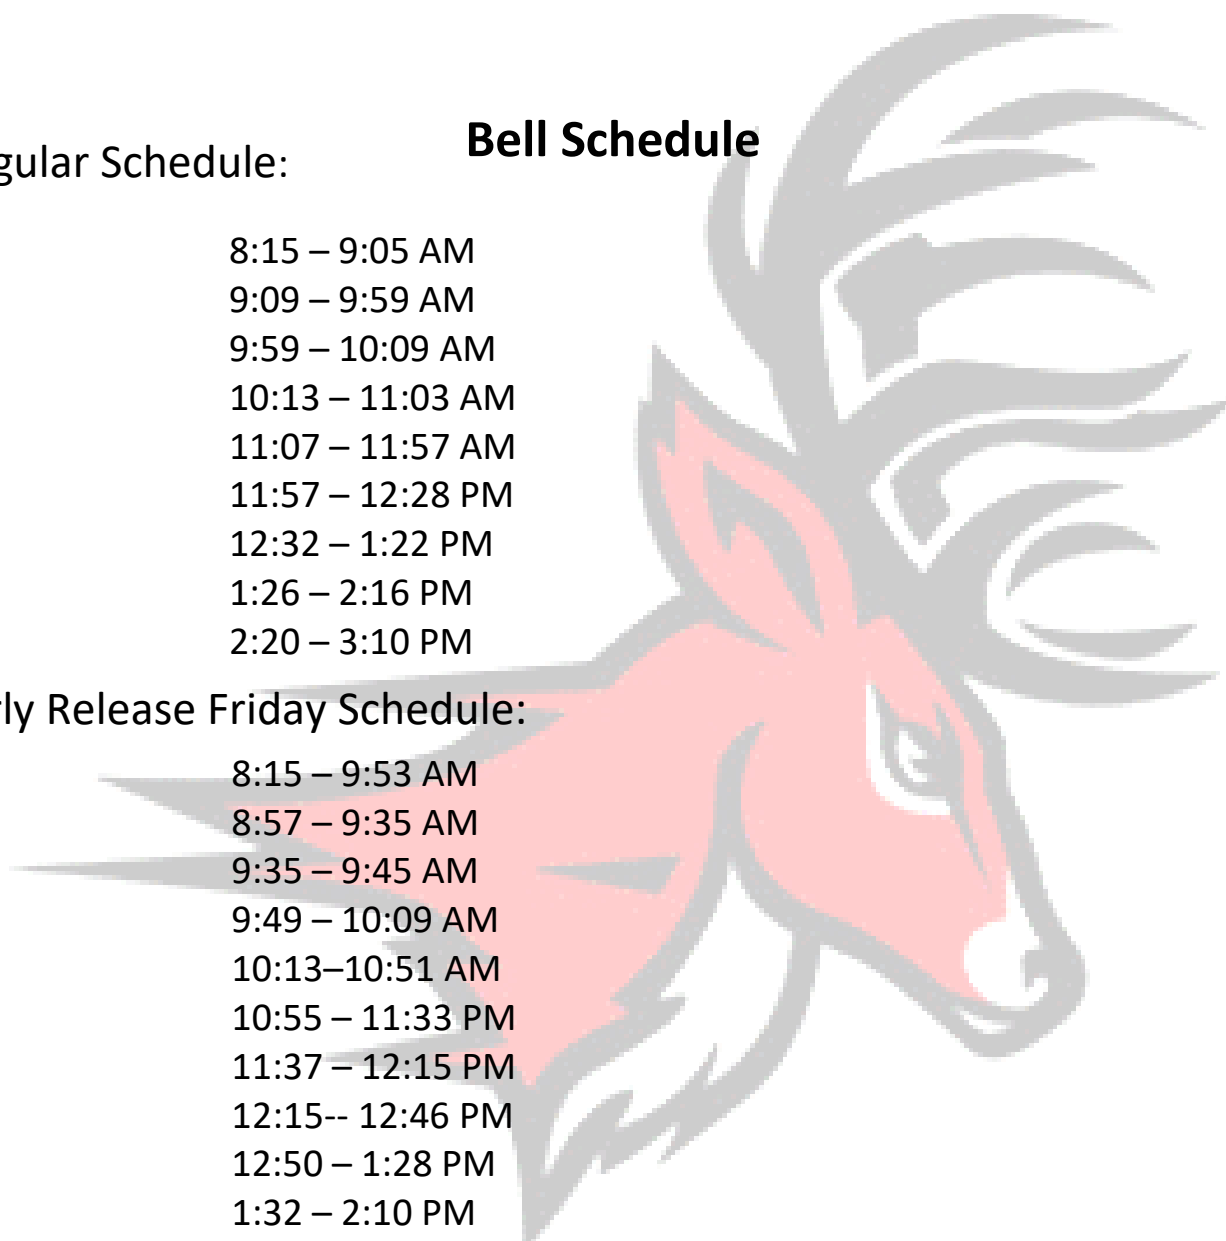 Bell Schedule
gular Schedule:
8:15 – 9:05 AM
9:09 – 9:59 AM
9:59 – 10:09 AM
10:13 – 11:03 AM
11:07 – 11:57 AM
11:57 – 12:28 PM
12:32 – 1:22 PM
1:26 – 2:16 PM
2:20 – 3:10 PM
rly Release Friday Schedule:
8:15 – 9:53 AM
8:57 – 9:35 AM
9:35 – 9:45 AM
9:49 – 10:09 AM
10:13–10:51 AM
10:55 – 11:33 PM
11:37 – 12:15 PM
12:15-- 12:46 PM
12:50 – 1:28 PM
1:32 – 2:10 PM